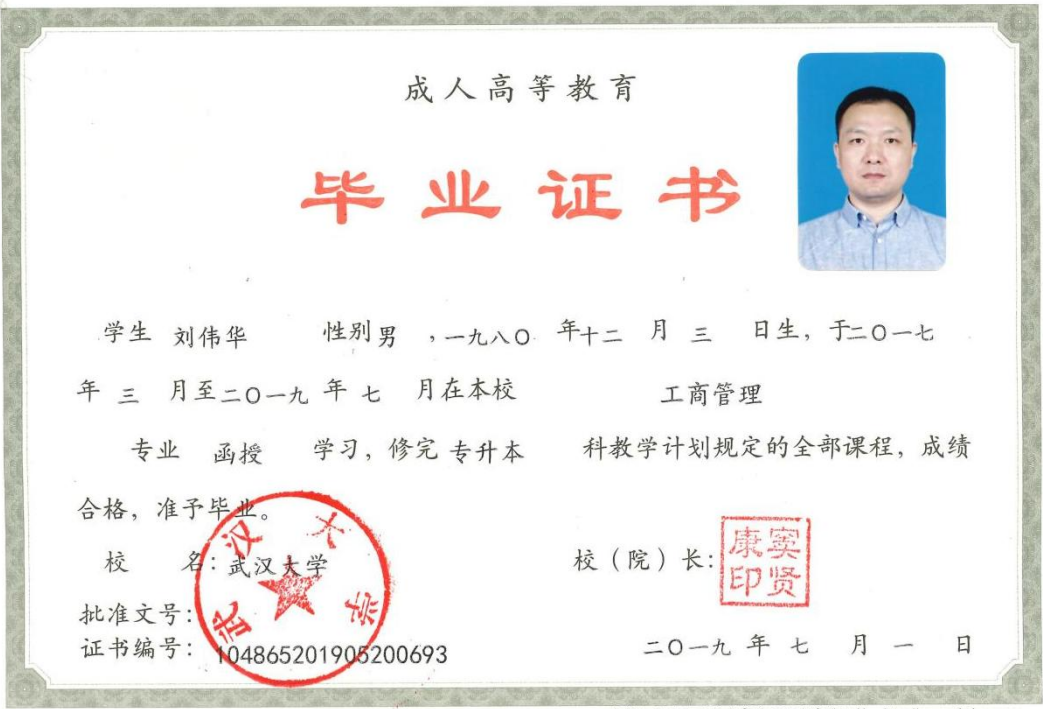 成人高等教育
毕业证书
学生 刘伟华 性别 男 ,一九八〇 年 十二 月 三 日生, 于二〇一七
年 三 月至 二〇一九 年 七 月在本校 工商管理
专业 函授 学习, 修完 专升本 科教学计划规定的全部课程, 成绩
合格, 准予毕业。
校 名: 武汉大学
武汉大学
校(院)长:
窦贤康印
批准文号:
证书编号: 104865201905200693
二〇一九 年 七 月 一 日